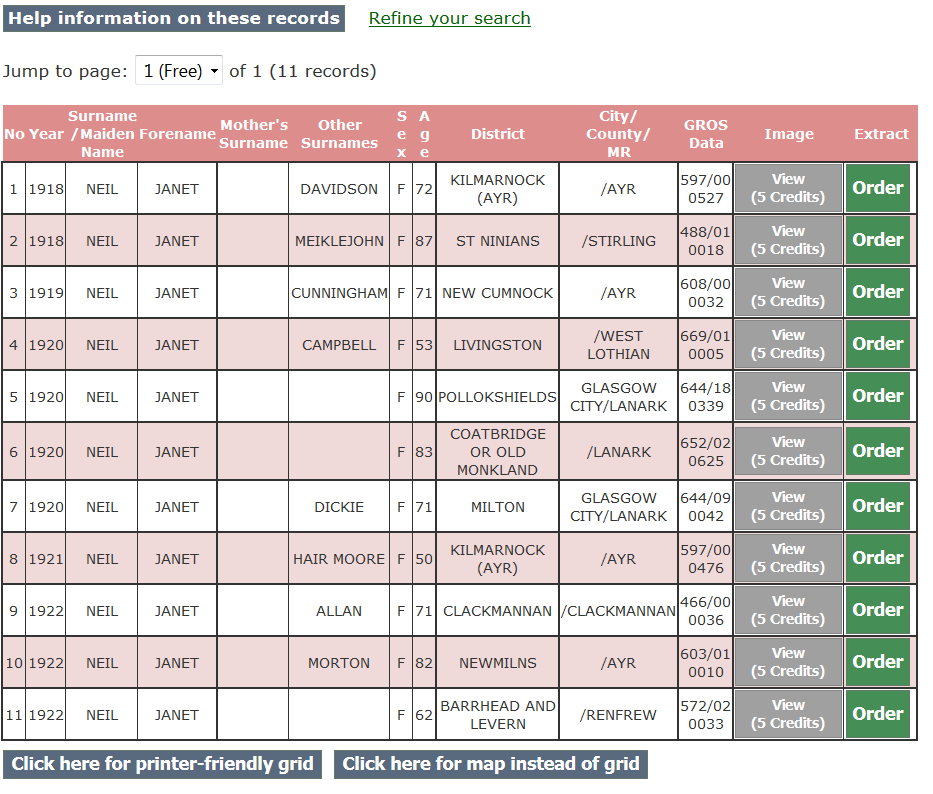 Help information on these records Refine your search
Jump to page: 1 (Free) of 1 (11 records)
No Year Surname /Maiden Name Forename Mother's Surname Other Surnames Sex Age District City/ County/ MR GROS Data Image Extract
1 1918 NEIL JANET DAVIDSON F 72 KILMARNOCK (AYR) /AYR 597/00 0527 View (5 Credits) Order
2 1918 NEIL JANET MEIKLEJOHN F 87 ST NINIANS /STIRLING 488/01 0018 View (5 Credits) Order
3 1919 NEIL JANET CUNNINGHAM F 71 NEW CUMNOCK /AYR 608/00 0032 View (5 Credits) Order
4 1920 NEIL JANET CAMPBELL F 53 LIVINGSTON /WEST LOTHIAN 669/01 0005 View (5 Credits) Order
5 1920 NEIL JANET F 90 POLLOKSHIELDS GLASGOW CITY/LANARK 644/18 0339 View (5 Credits) Order
6 1920 NEIL JANET F 83 COATBRIDGE OR OLD MONKLAND /LANARK 652/02 0625 View (5 Credits) Order
7 1920 NEIL JANET DICKIE F 71 MILTON GLASGOW CITY/LANARK 644/09 0042 View (5 Credits) Order
8 1921 NEIL JANET HAIR MOORE F 50 KILMARNOCK (AYR) /AYR 597/00 0476 View (5 Credits) Order
9 1922 NEIL JANET ALLAN F 71 CLACKMANNAN /CLACKMANNAN 466/00 0036 View (5 Credits) Order
10 1922 NEIL JANET MORTON F 82 NEWMILNS /AYR 603/01 0010 View (5 Credits) Order
11 1922 NEIL JANET F 62 BARRHEAD AND LEVERN /RENFREW 572/02 0033 View (5 Credits) Order
Click here for printer-friendly grid Click here for map instead of grid